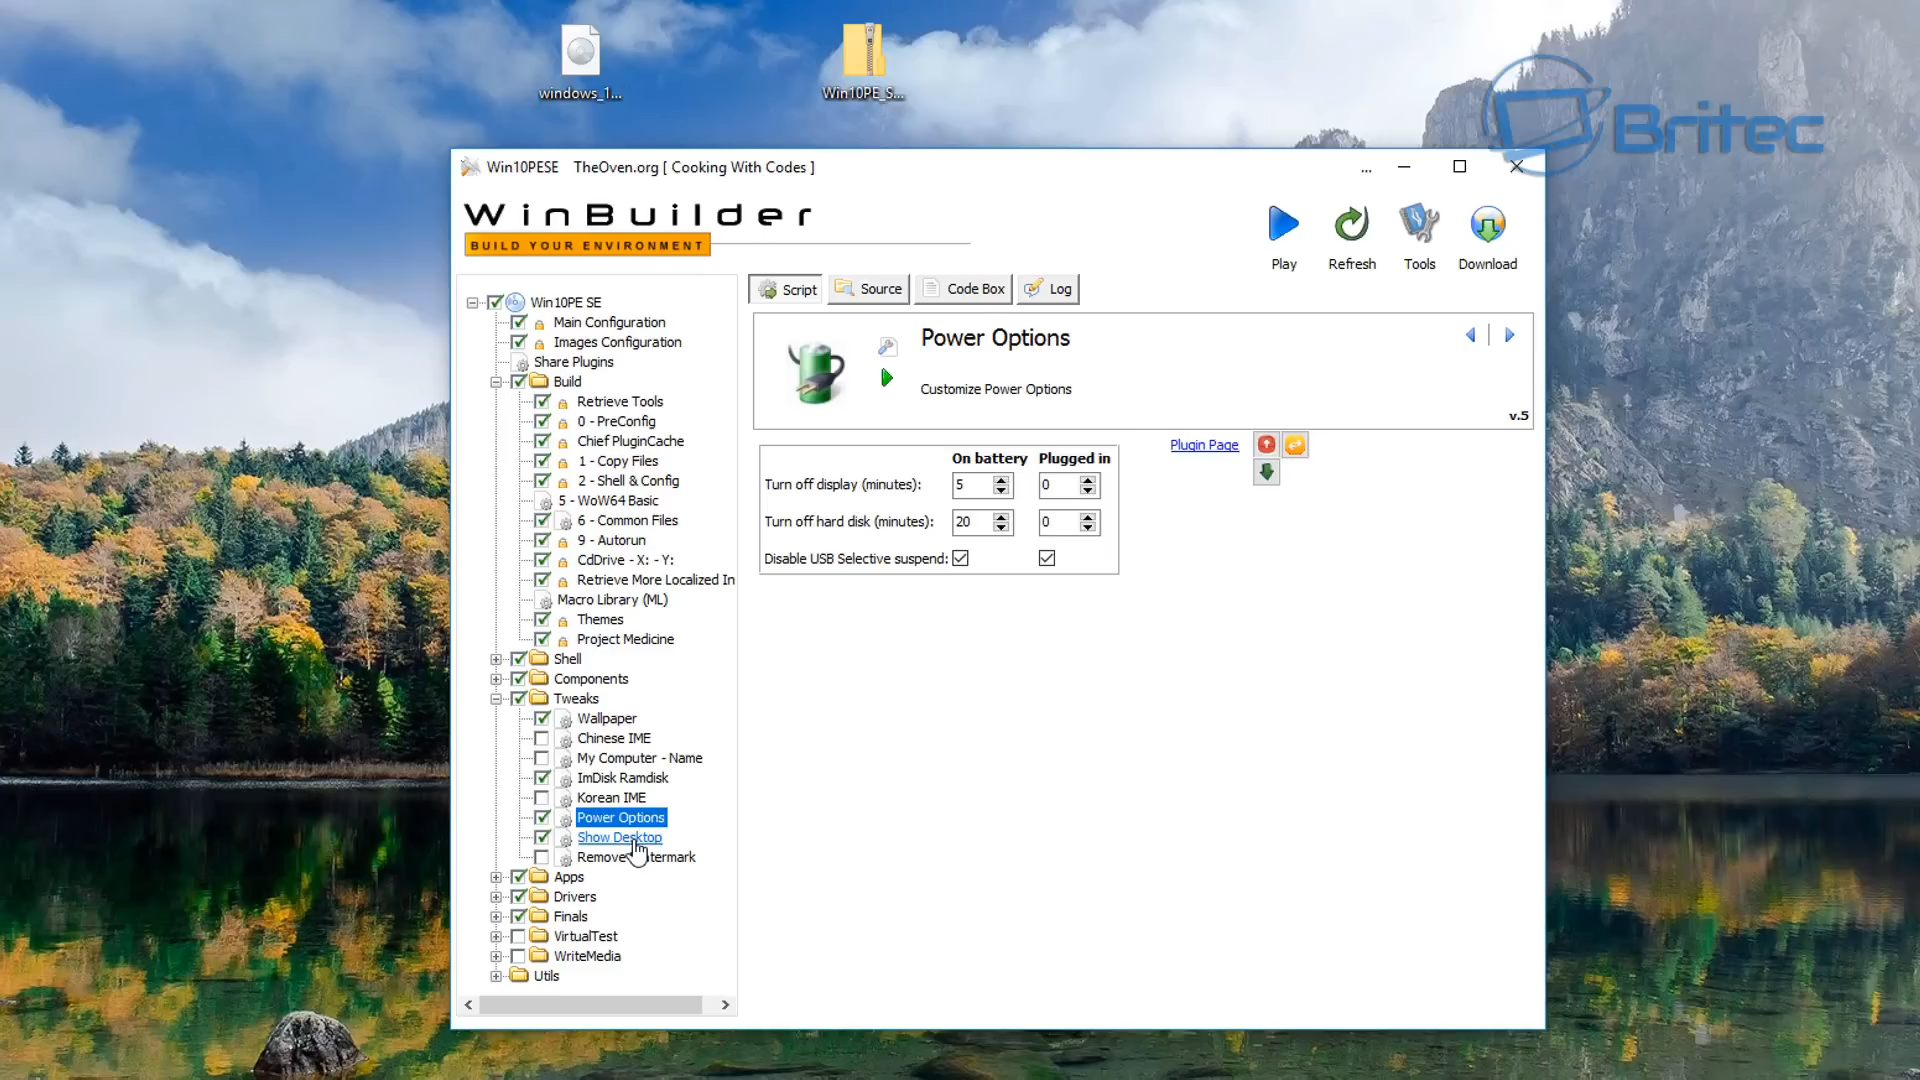 windows_1...
Win10PE_S...
Britec
Win10PESE TheOven.org [ Cooking With Codes ]
...
WinBuilder
BUILD YOUR ENVIRONMENT
Play
Refresh
Tools
Download
Script
Source
Code Box
Log
Win10PE SE
Main Configuration
Images Configuration
Share Plugins
Build
Retrieve Tools
0 - PreConfig
Chief PluginCache
1 - Copy Files
2 - Shell & Config
5 - WoW64 Basic
6 - Common Files
9 - Autorun
CdDrive - X: - Y:
Retrieve More Localized In
Macro Library (ML)
Themes
Project Medicine
Shell
Components
Tweaks
Wallpaper
Chinese IME
My Computer - Name
ImDisk Ramdisk
Korean IME
Power Options
Show Desktop
Remove
Apps
Drivers
Finals
VirtualTest
WriteMedia
Utils
Power Options
Customize Power Options
v.5
On battery Plugged in
Turn off display (minutes): 5 0
Turn off hard disk (minutes): 20 0
Disable USB Selective suspend:
Plugin Page